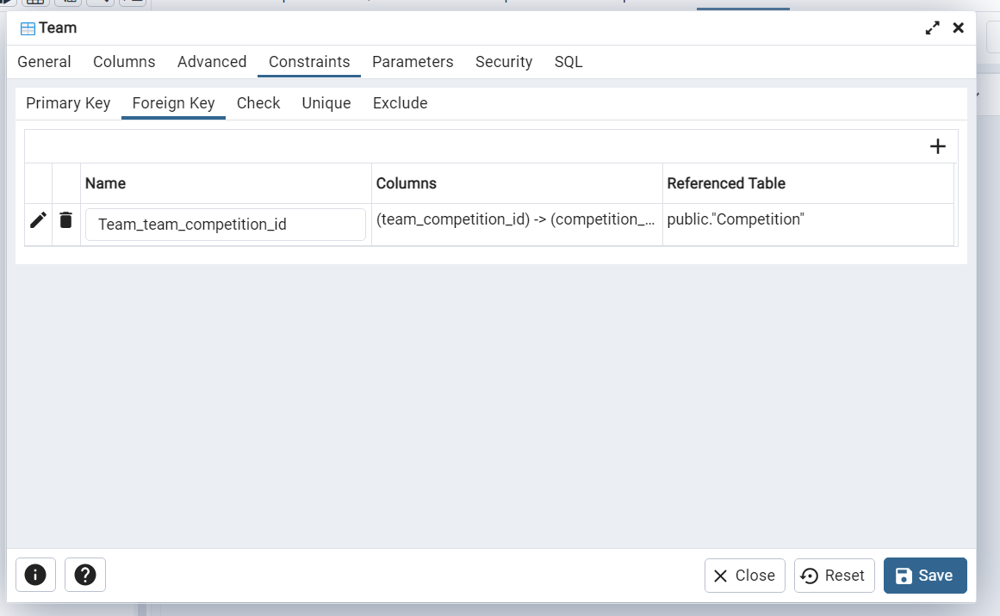 Team
General Columns Advanced Constraints Parameters Security SQL
Primary Key Foreign Key Check Unique Exclude
Name Columns Referenced Table
Team_team_competition_id (team_competition_id) -> (competition_... public."Competition"
Close Reset Save